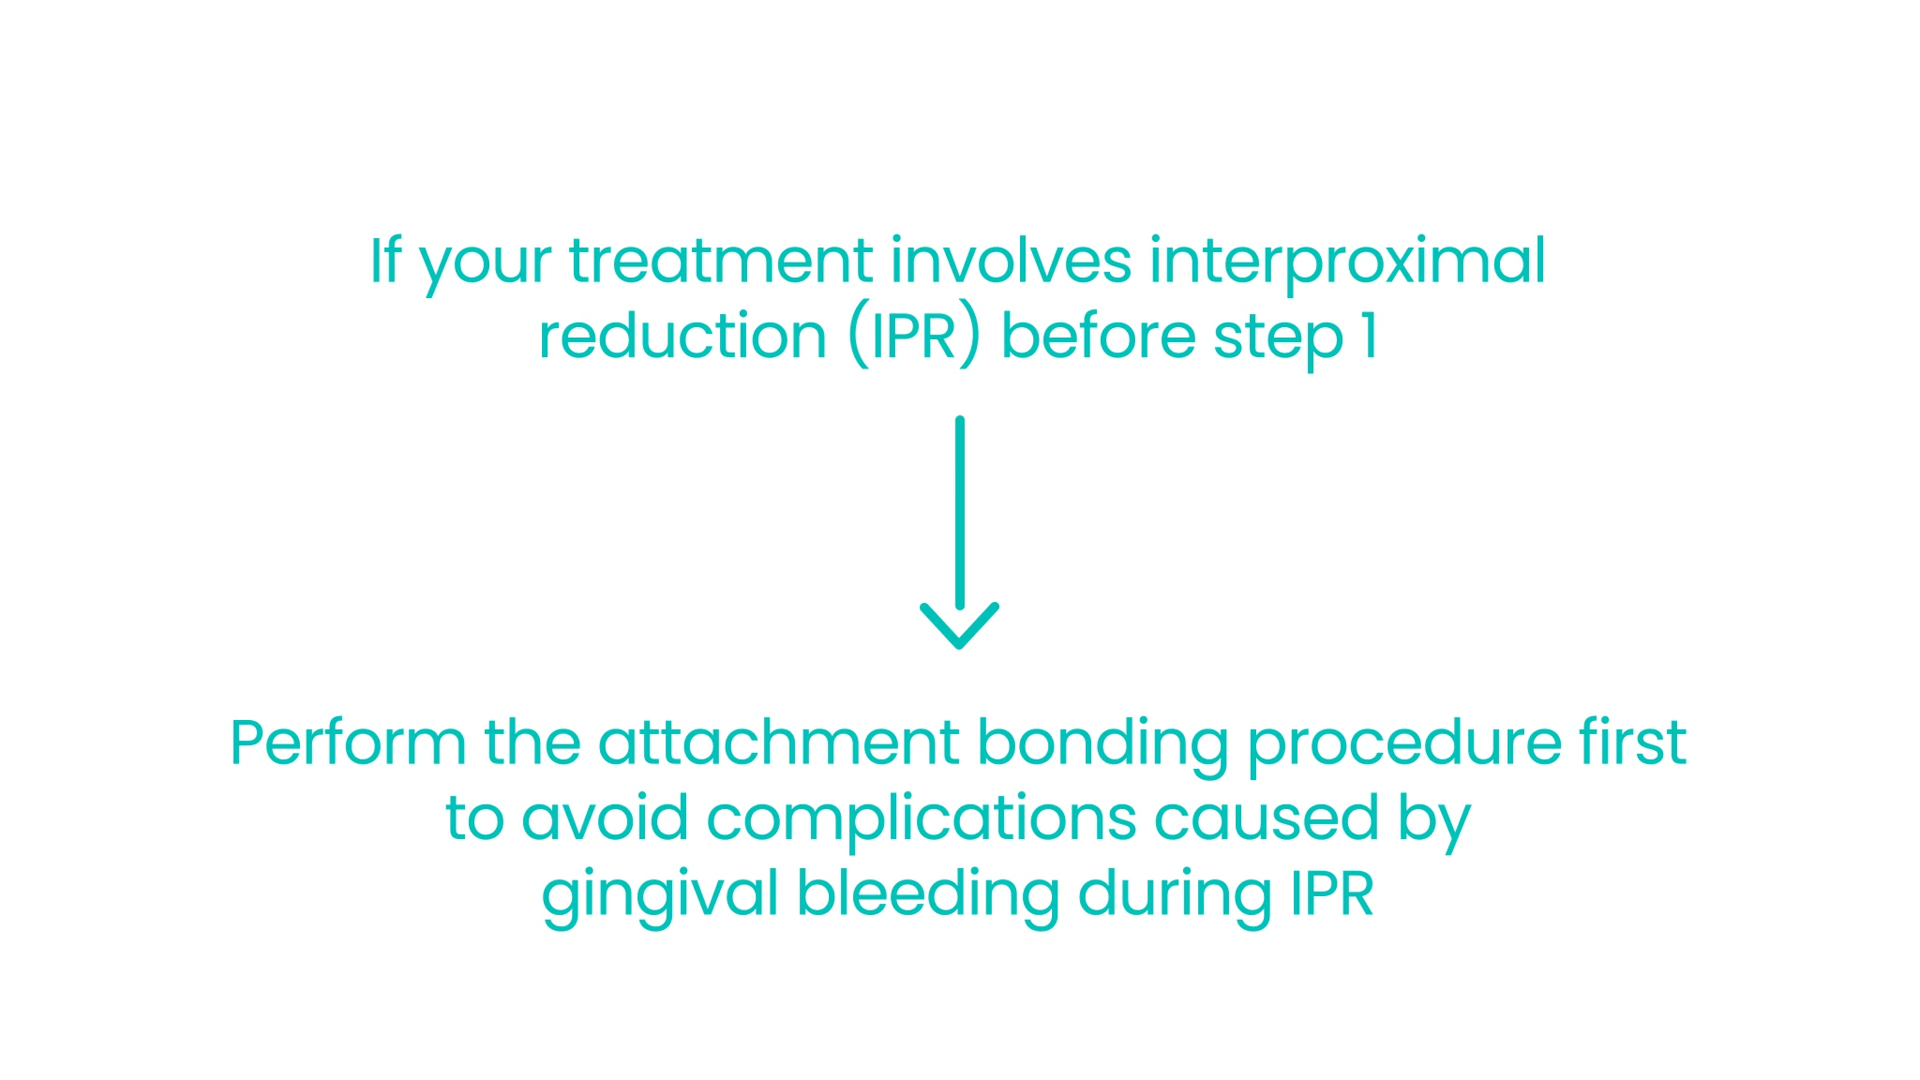 If your treatment involves interproximal
reduction (IPR) before step 1
Perform the attachment bonding procedure first
to avoid complications caused by
gingival bleeding during IPR